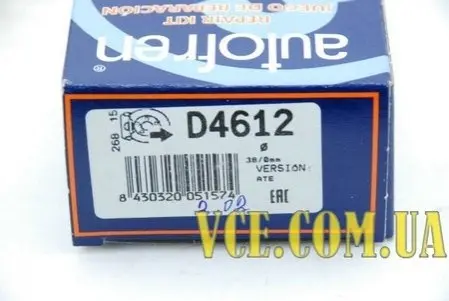 JUEGO DE REPARACIÓN
REPAIR KIT
autofren
®
268 15
D4612
Ø
38/0mm
VERSIÓN:
ATE
8 430320 051574
EAC
VCE.COM.UA